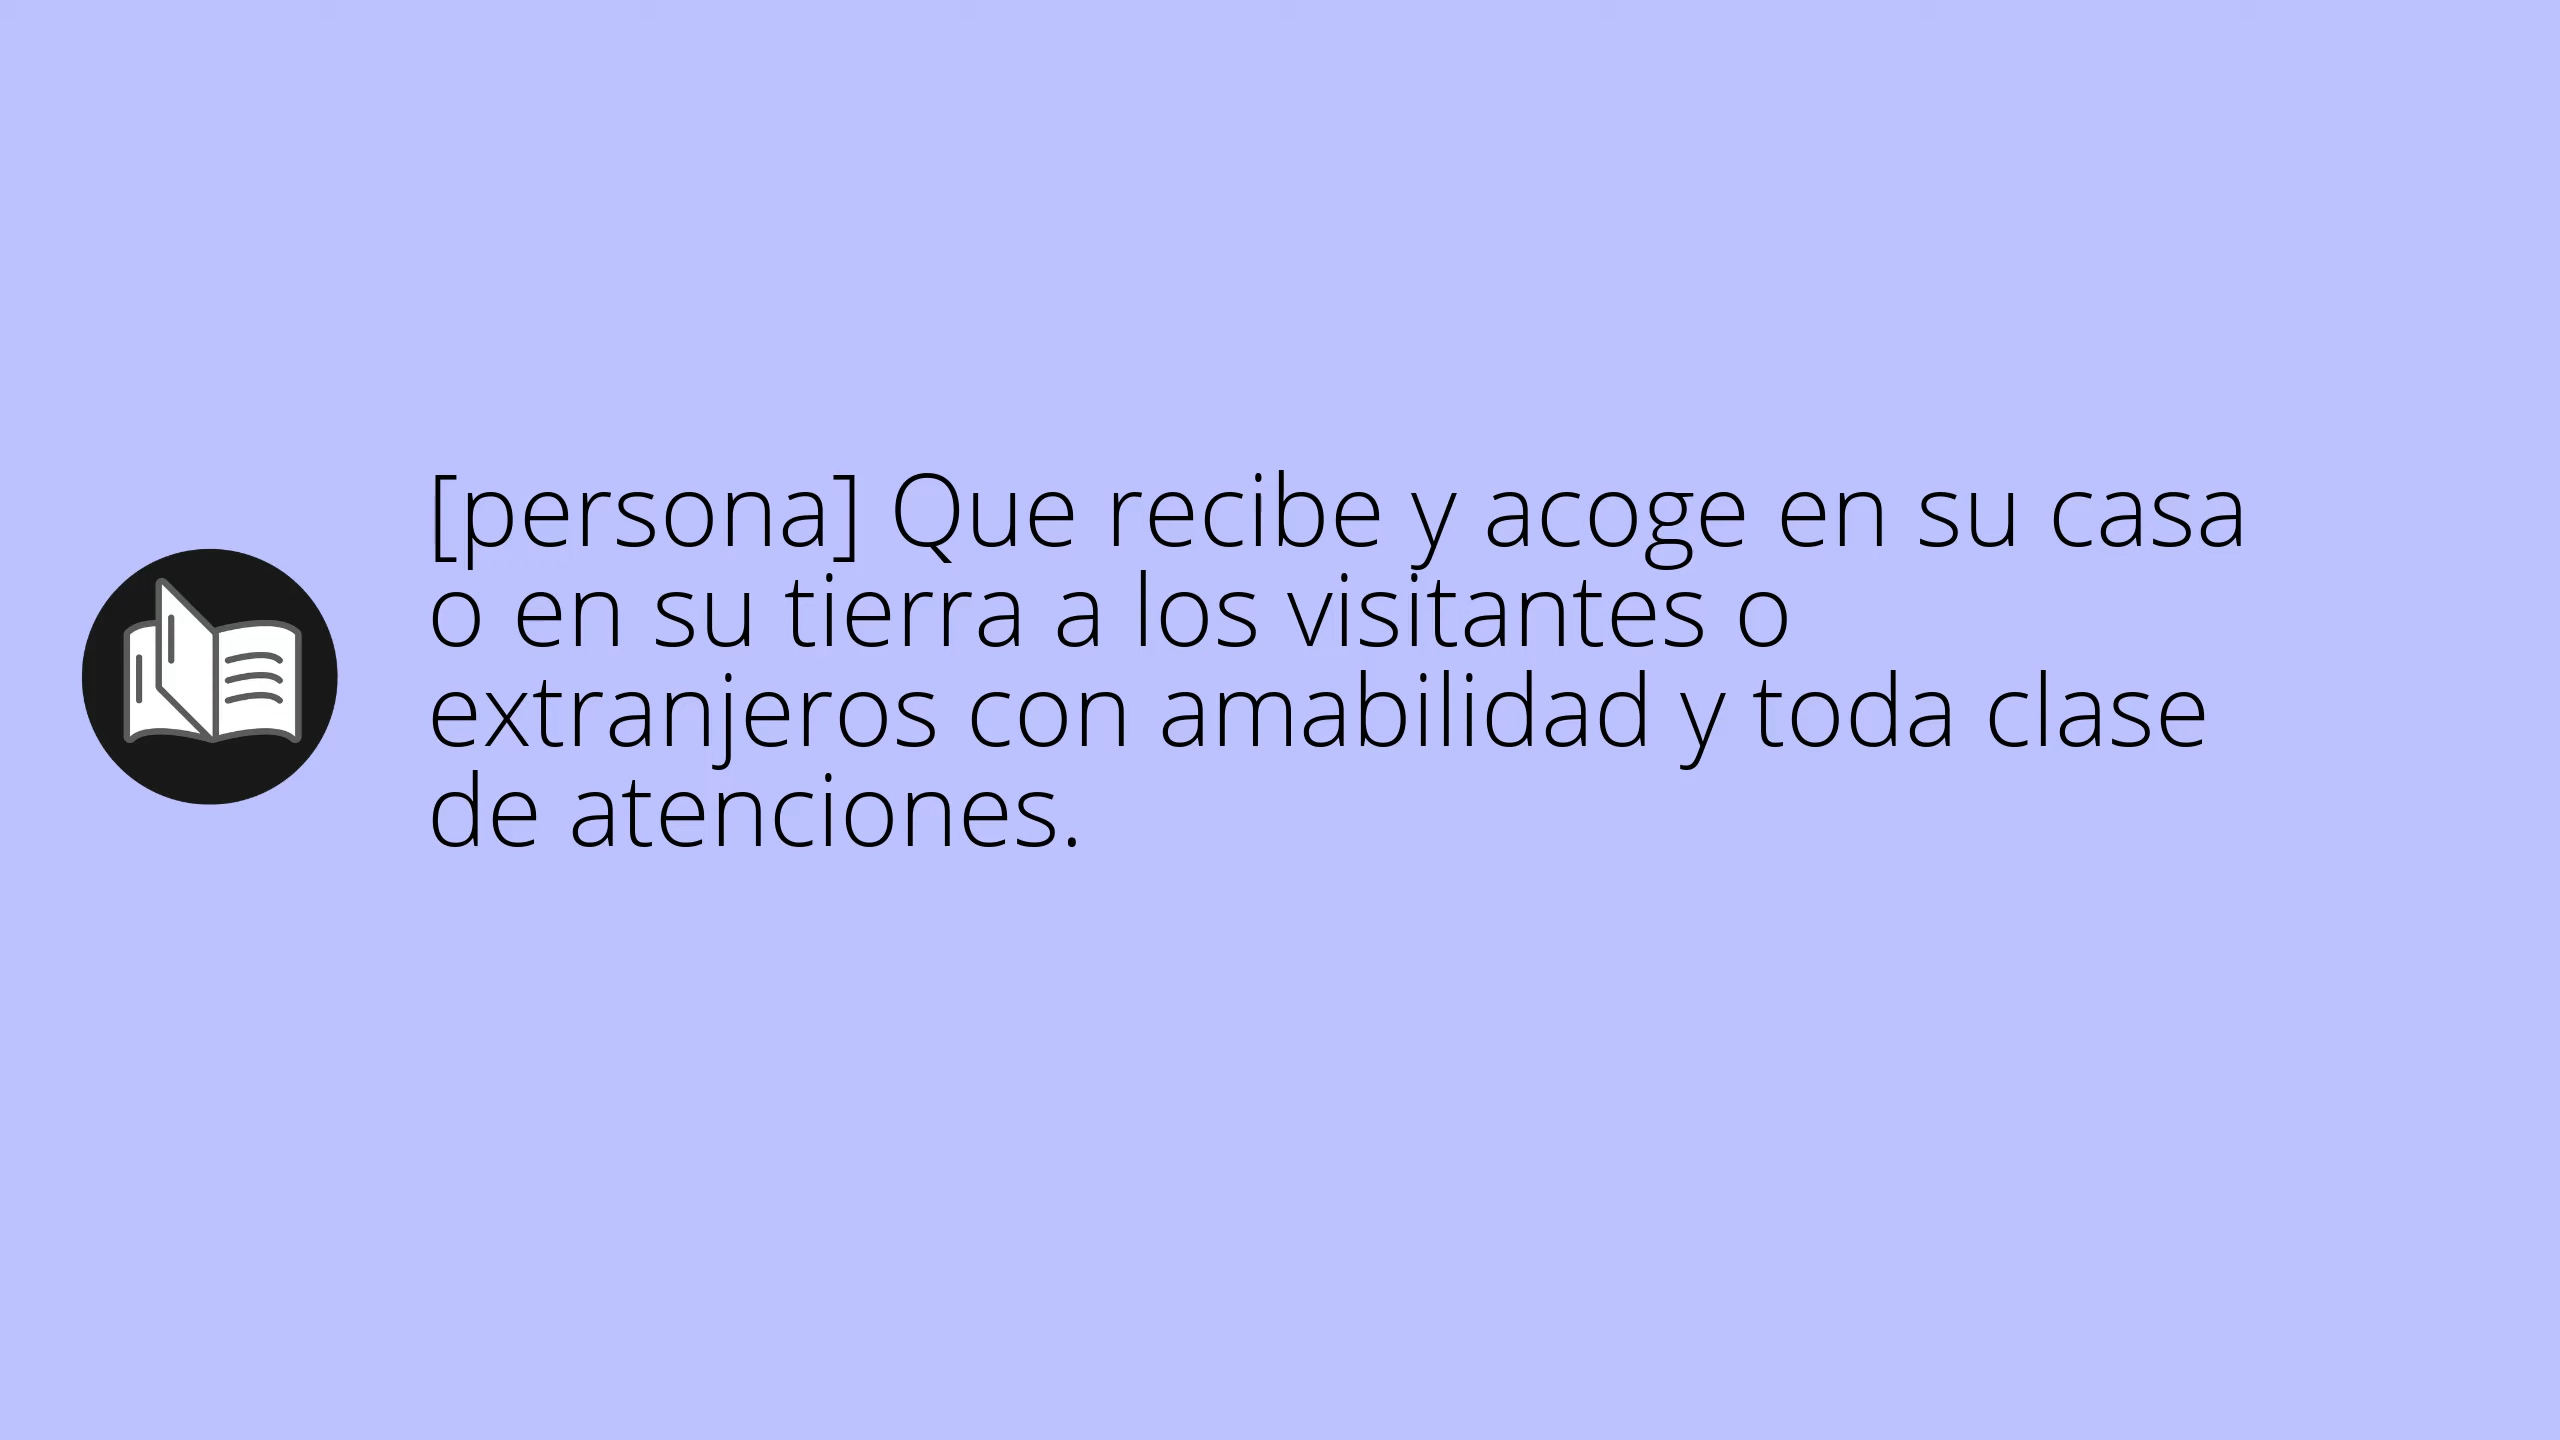 [persona] Que recibe y acoge en su casa
o en su tierra a los visitantes o
extranjeros con amabilidad y toda clase
de atenciones.